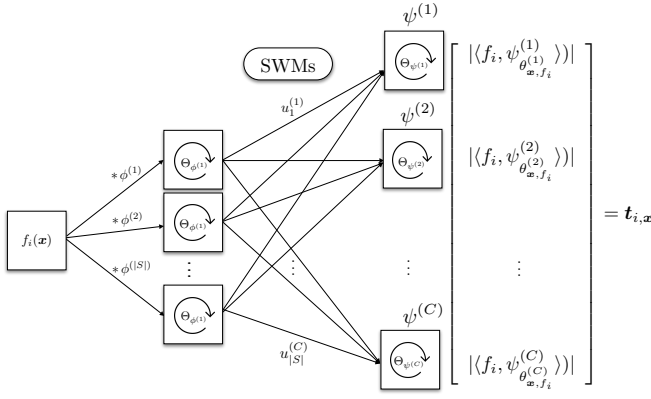 ψ^{(1)}
SWMs
Θ_{ψ^{(1)}}
|⟨f_i, ψ^{(1)}_{θ^{(1)}_{x,f_i}}⟩)|
u_1^{(1)}
ψ^{(2)}
Θ_{ϕ^{(1)}}
Θ_{ψ^{(2)}}
|⟨f_i, ψ^{(2)}_{θ^{(2)}_{x,f_i}}⟩)|
* ϕ^{(1)}
f_i(x)
* ϕ^{(2)}
Θ_{ϕ^{(1)}}
= t_{i,x}
* ϕ^{(|S|)}
⋮ ⋮ ⋮ ⋮
Θ_{ϕ^{(1)}}
ψ^{(C)}
u_{|S|}^{(C)}
Θ_{ψ^{(C)}}
|⟨f_i, ψ^{(C)}_{θ^{(C)}_{x,f_i}}⟩)|